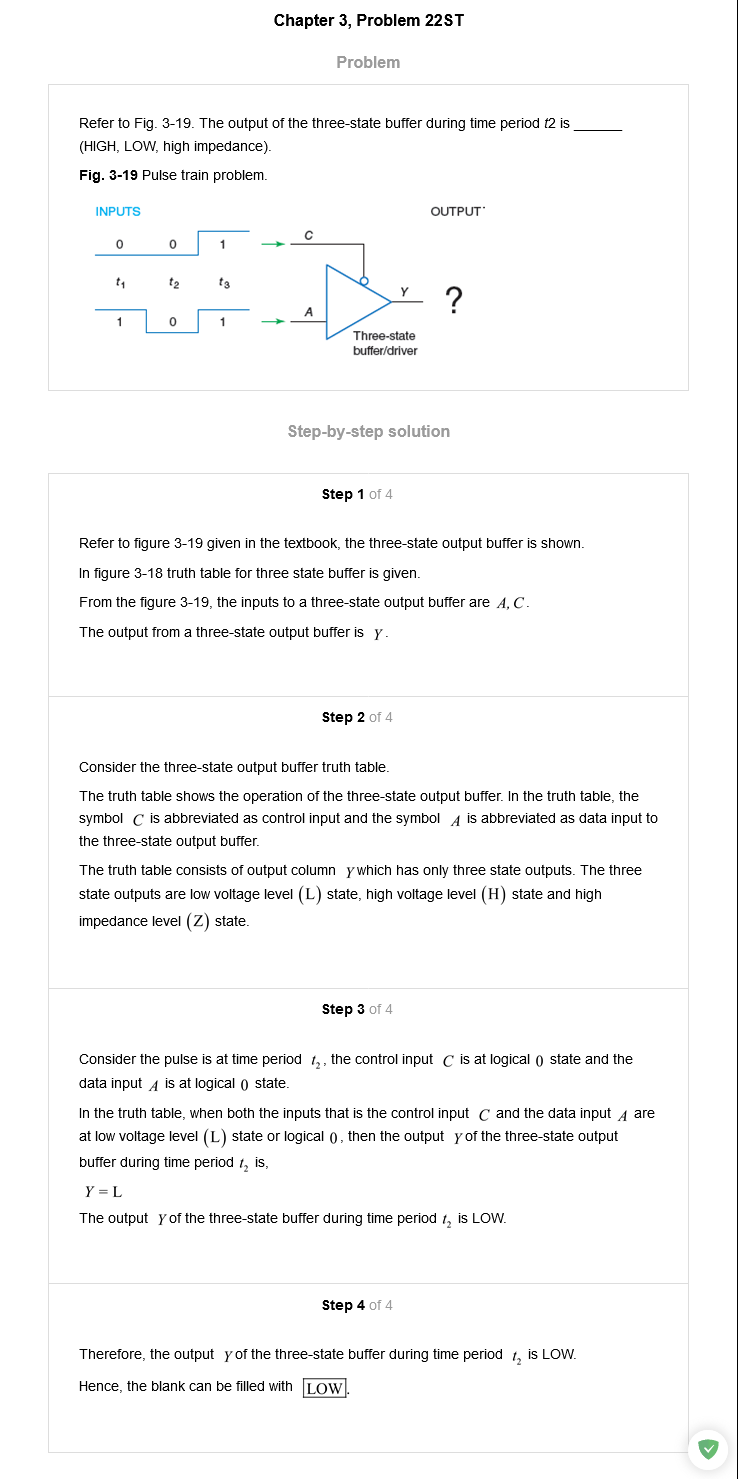 Chapter 3, Problem 22ST
Problem
Refer to Fig. 3-19. The output of the three-state buffer during time period t2 is ______
(HIGH, LOW, high impedance).
Fig. 3-19 Pulse train problem.
INPUTS
OUTPUT
0 0 1
C
t₁ t₂ t₃
Y
?
1 0 1
A
Three-state
buffer/driver
Step-by-step solution
Step 1 of 4
Refer to figure 3-19 given in the textbook, the three-state output buffer is shown.
In figure 3-18 truth table for three state buffer is given.
From the figure 3-19, the inputs to a three-state output buffer are A, C.
The output from a three-state output buffer is Y.
Step 2 of 4
Consider the three-state output buffer truth table.
The truth table shows the operation of the three-state output buffer. In the truth table, the
symbol C is abbreviated as control input and the symbol A is abbreviated as data input to
the three-state output buffer.
The truth table consists of output column Y which has only three state outputs. The three
state outputs are low voltage level (L) state, high voltage level (H) state and high
impedance level (Z) state.
Step 3 of 4
Consider the pulse is at time period t₂, the control input C is at logical 0 state and the
data input A is at logical 0 state.
In the truth table, when both the inputs that is the control input C and the data input A are
at low voltage level (L) state or logical 0, then the output Y of the three-state output
buffer during time period t₂ is,
Y = L
The output Y of the three-state buffer during time period t₂ is LOW.
Step 4 of 4
Therefore, the output Y of the three-state buffer during time period t₂ is LOW.
Hence, the blank can be filled with LOW.